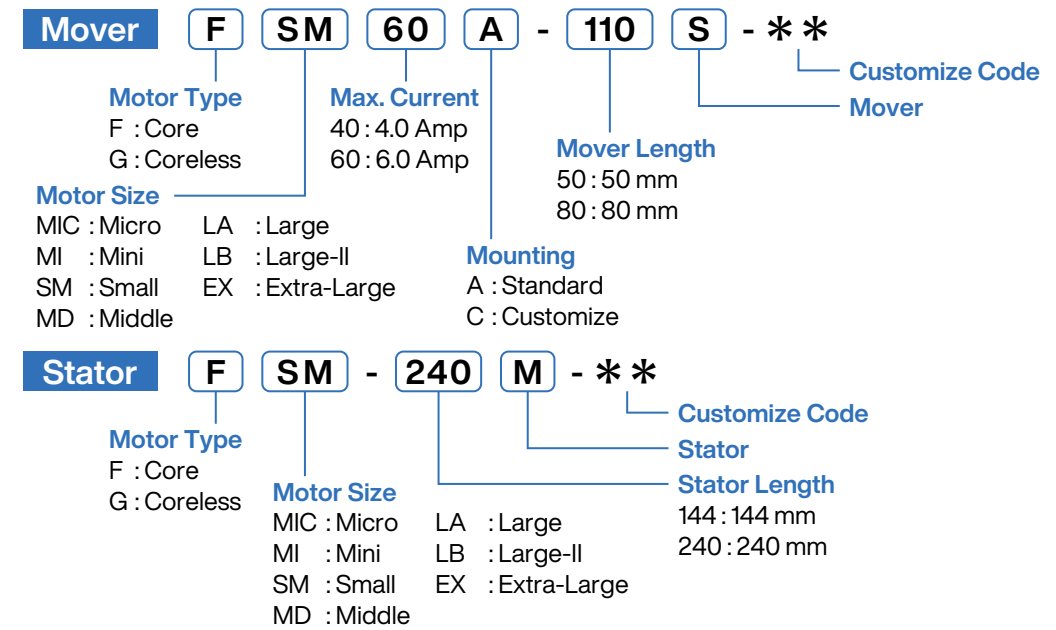 Mover F SM 60 A - 110 S - **
Customize Code
Motor Type Max. Current Mover
F : Core 40 : 4.0 Amp
G : Coreless 60 : 6.0 Amp Mover Length
50 : 50 mm
Motor Size 80 : 80 mm
MIC : Micro LA : Large
MI : Mini LB : Large-II Mounting
SM : Small EX : Extra-Large A : Standard
MD : Middle C : Customize
Stator F SM - 240 M - **
Customize Code
Motor Type Stator
F : Core
G : Coreless Stator Length
Motor Size 144 : 144 mm
MIC : Micro LA : Large 240 : 240 mm
MI : Mini LB : Large-II
SM : Small EX : Extra-Large
MD : Middle